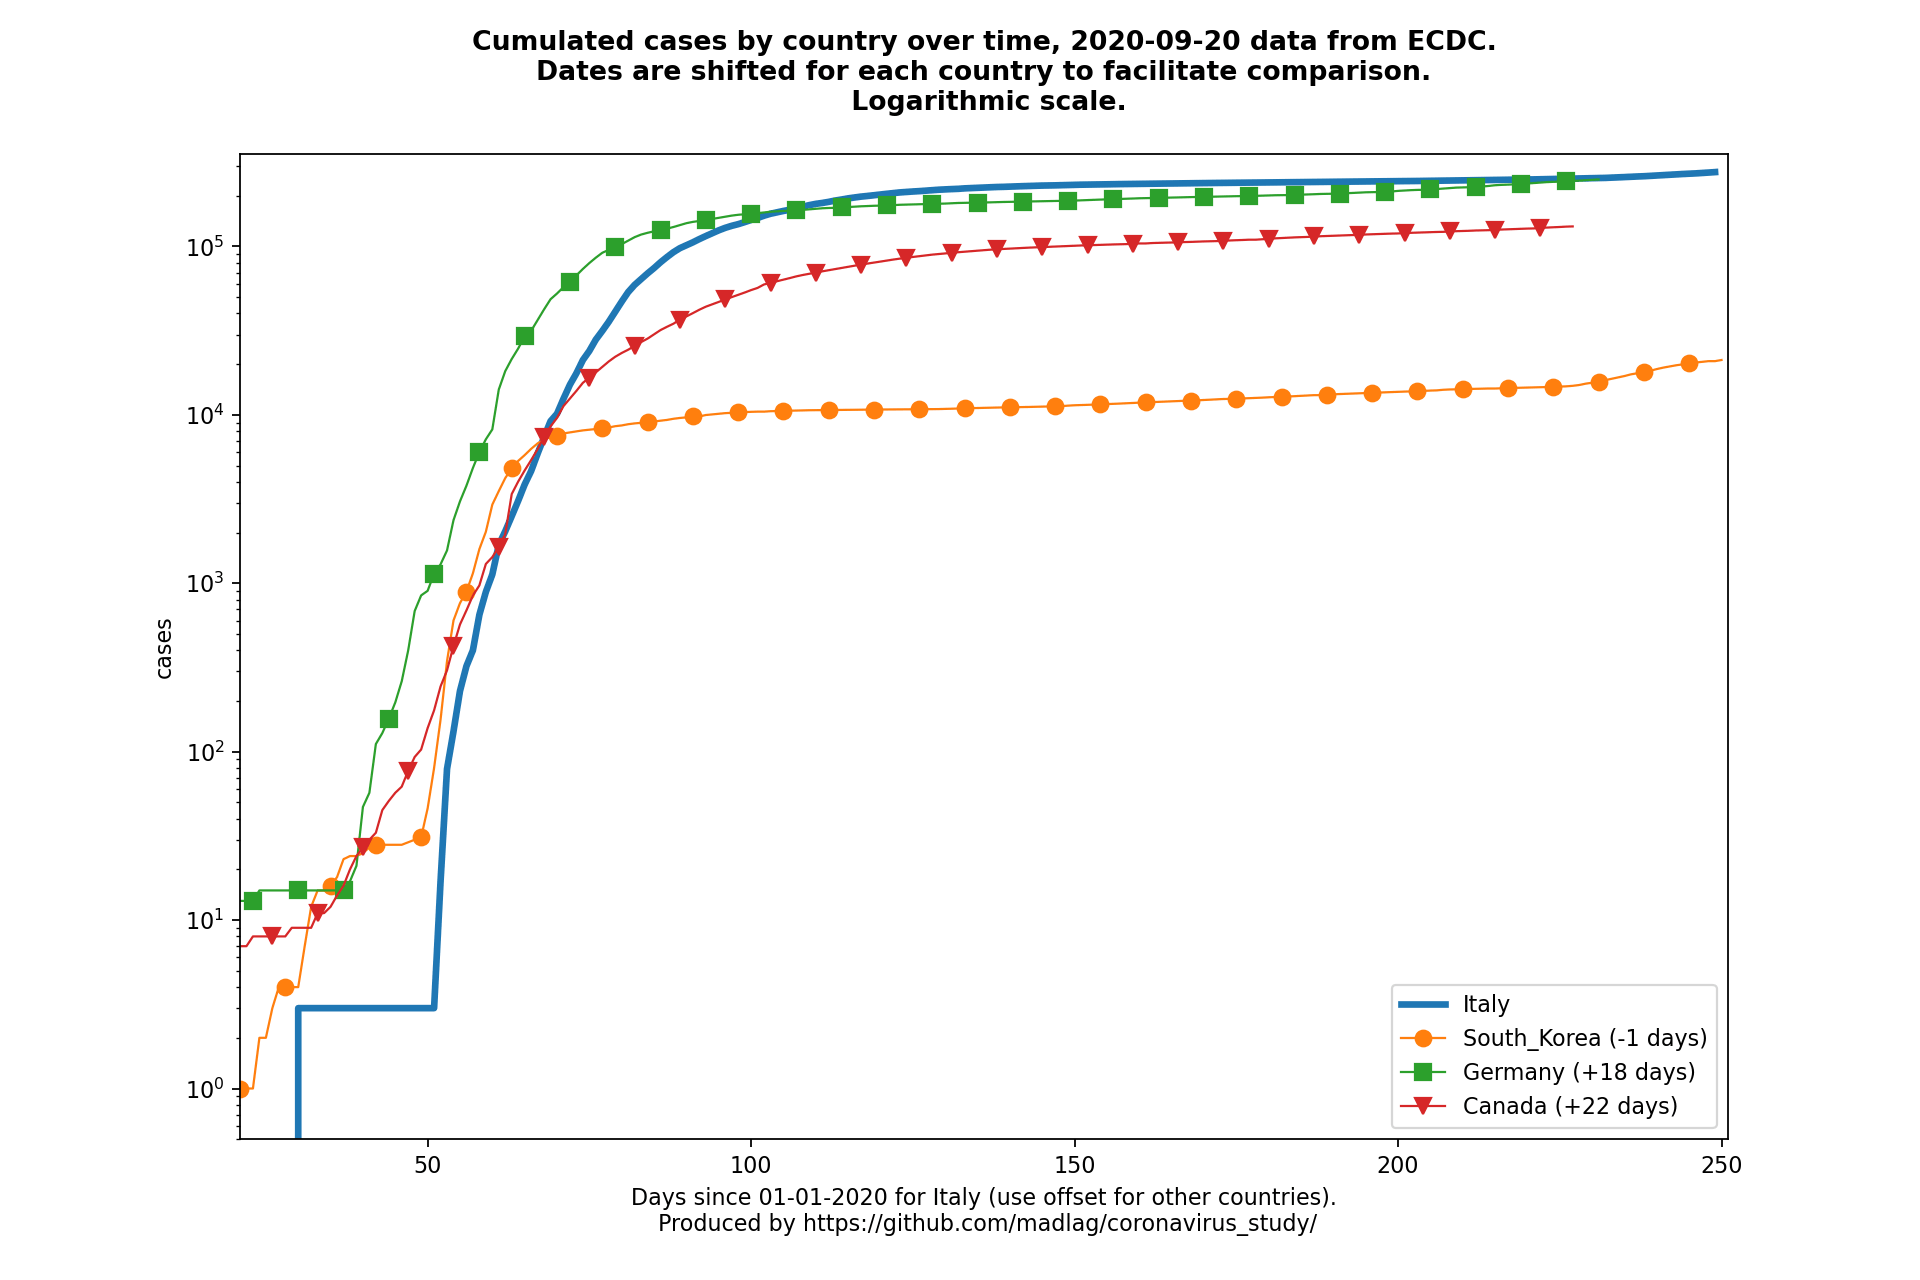 Cumulated cases by country over time, 2020-09-20 data from ECDC.
Dates are shifted for each country to facilitate comparison.
Logarithmic scale.
10^5
10^4
10^3
10^2
10^1
10^0
cases
Italy
South_Korea (-1 days)
Germany (+18 days)
Canada (+22 days)
50 100 150 200 250
Days since 01-01-2020 for Italy (use offset for other countries).
Produced by https://github.com/madlag/coronavirus_study/